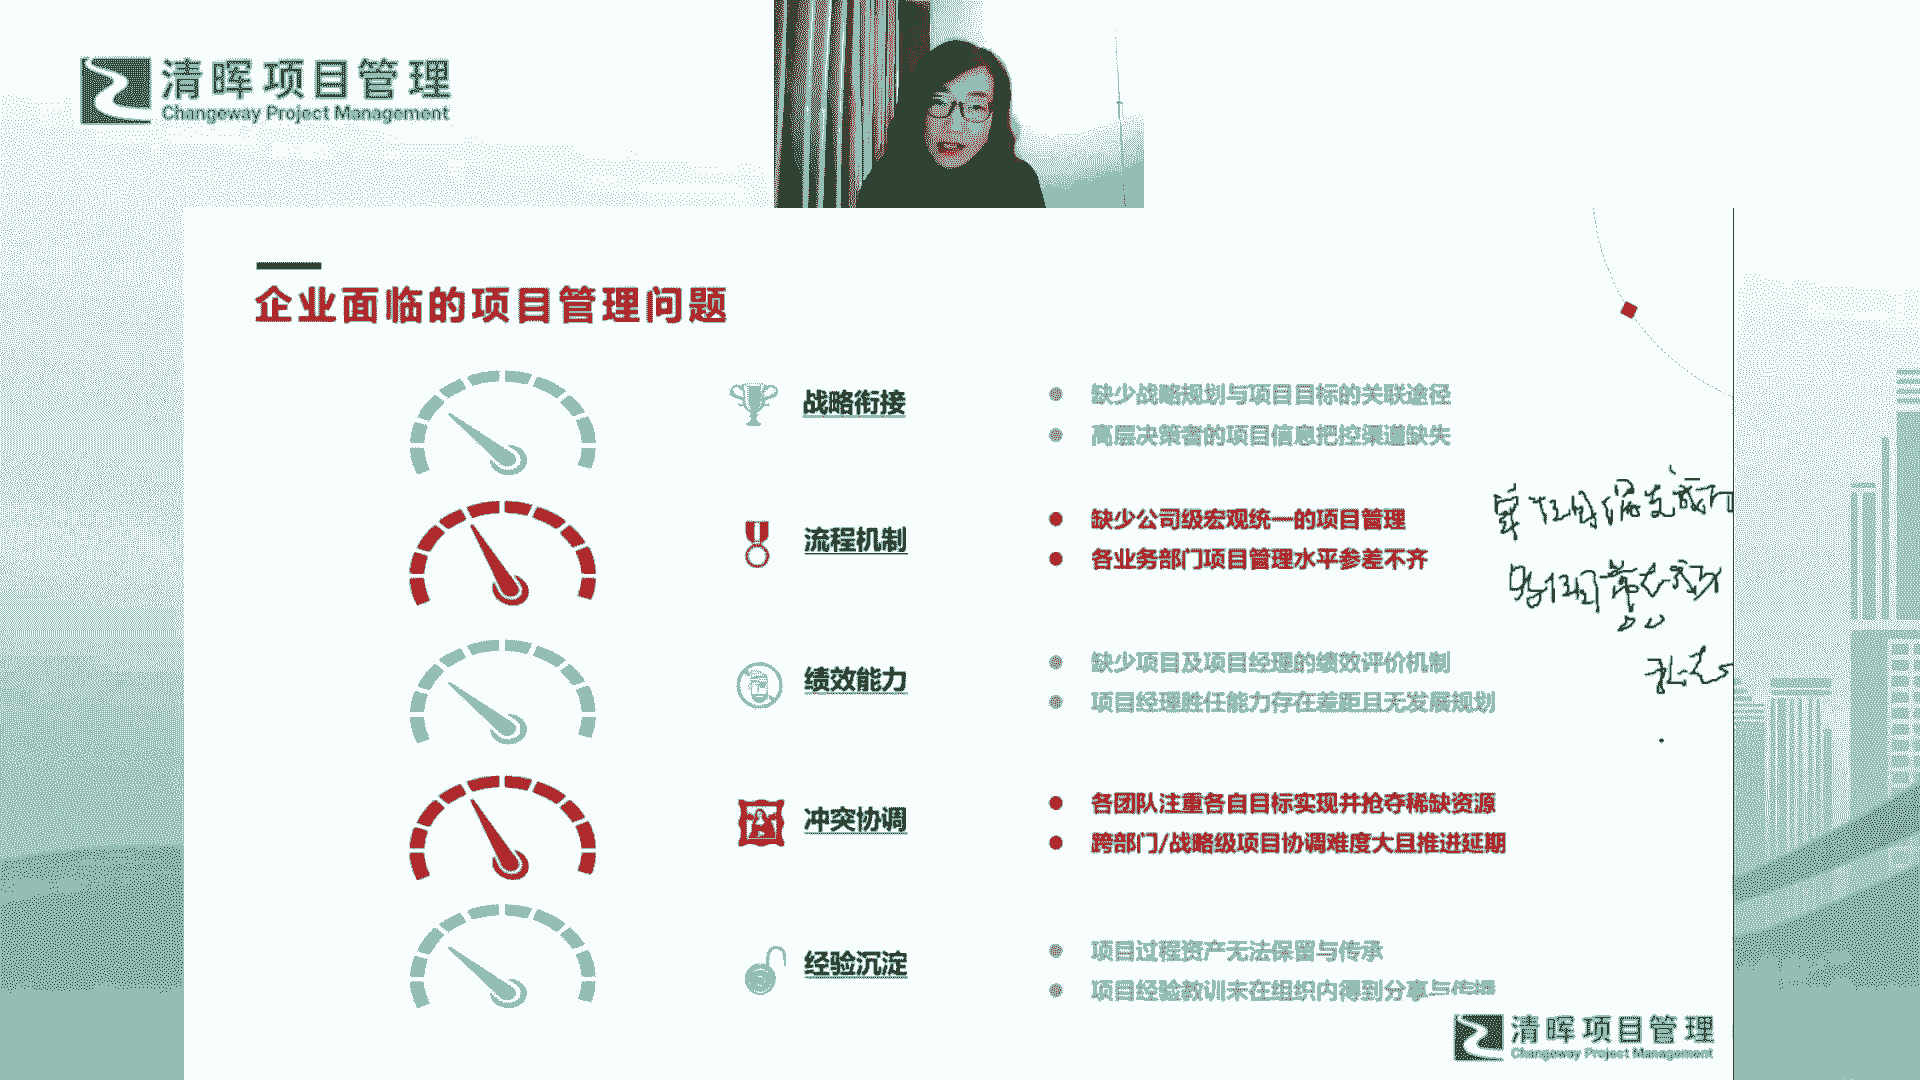 清晖项目管理
Changeway Project Management
企业面临的项目管理问题
战略衔接
缺少战略规划与项目目标的关联途径
高层决策者的项目信息把控渠道缺失
流程机制
缺少公司级宏观统一的项目管理
各业务部门项目管理水平参差不齐
绩效能力
缺少项目及项目经理的绩效评价机制
项目经理胜任能力存在差距且无发展规划
冲突协调
各团队注重各自目标实现并抢夺稀缺资源
跨部门/战略级项目协调难度大且推进延期
经验沉淀
项目过程资产无法保留与传承
项目经验教训未在组织内得到分享与传播
清晖项目管理
Changeway Project Management